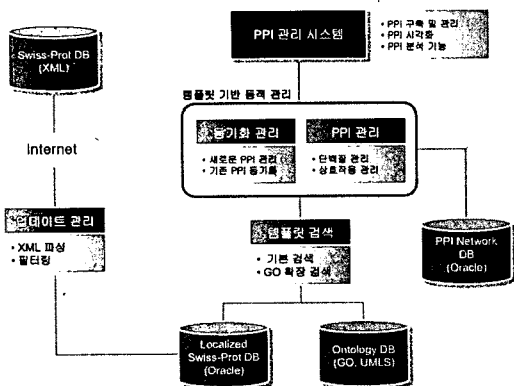 Swiss-Prot DB
(XML)
PPI 관리 시스템
• PPI 구축 및 관리
• PPI 시각화
• PPI 분석 기능
템플릿 기반 동적 관리
Internet
동기화 관리
• 새로운 PPI 관리
• 기존 PPI 동기화
PPI 관리
• 단백질 관리
• 상호작용 관리
업데이트 관리
• XML 파싱
• 필터링
템플릿 검색
• 기본 검색
• GO 확장 검색
PPI Network
DB
(Oracle)
Localized
Swiss-Prot DB
(Oracle)
Ontology DB
(GO, UMLS)